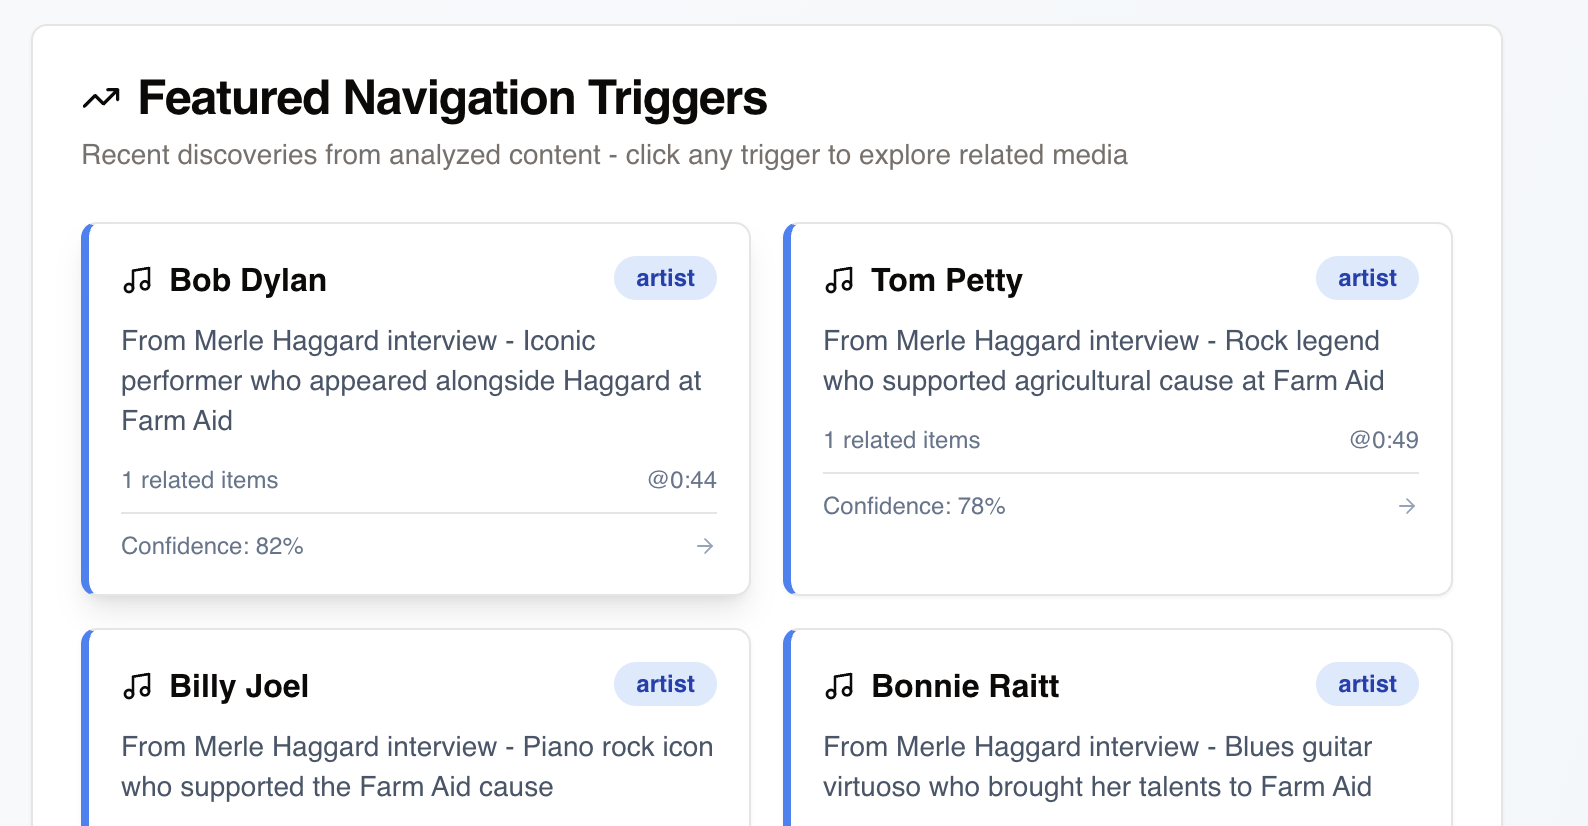 Featured Navigation Triggers
Recent discoveries from analyzed content - click any trigger to explore related media
Bob Dylan
artist
From Merle Haggard interview - Iconic
performer who appeared alongside Haggard at
Farm Aid
1 related items
@0:44
Confidence: 82%
Tom Petty
artist
From Merle Haggard interview - Rock legend
who supported agricultural cause at Farm Aid
1 related items
@0:49
Confidence: 78%
Billy Joel
artist
From Merle Haggard interview - Piano rock icon
who supported the Farm Aid cause
Bonnie Raitt
artist
From Merle Haggard interview - Blues guitar
virtuoso who brought her talents to Farm Aid